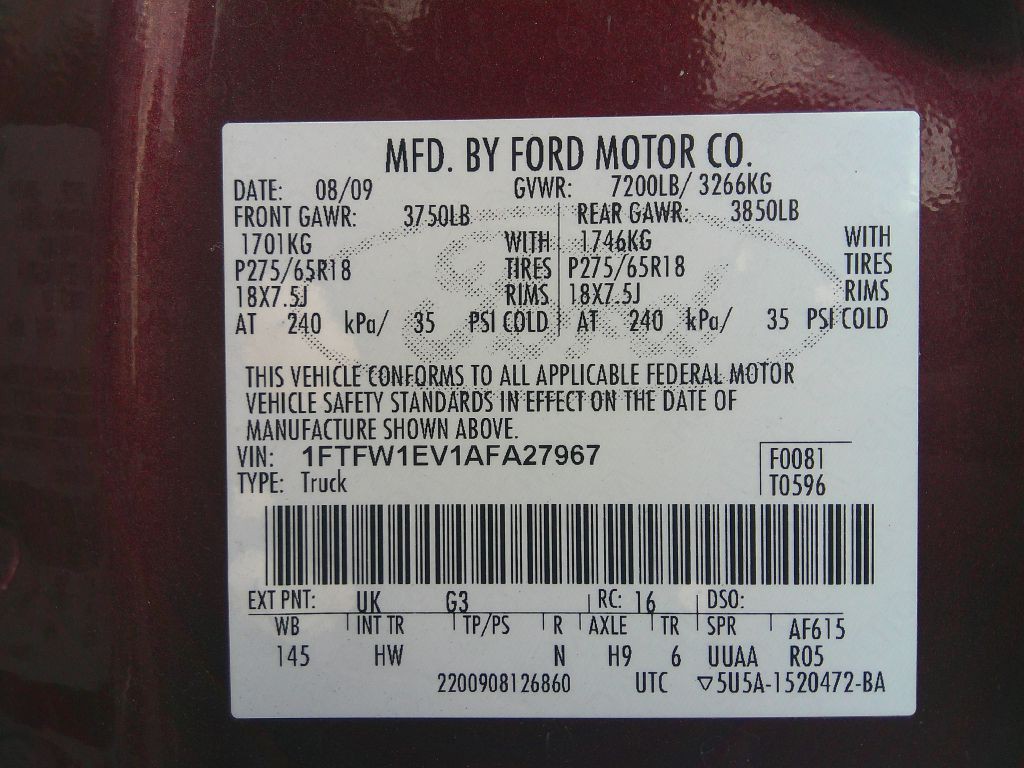 MFD. BY FORD MOTOR CO.
DATE: 08/09 GVWR: 7200LB/ 3266KG
FRONT GAWR: 3750LB REAR GAWR: 3850LB
1701KG WITH 1746KG WITH
P275/65R18 TIRES P275/65R18 TIRES
18X7.5J RIMS 18X7.5J RIMS
AT 240 kPa/ 35 PSI COLD AT 240 kPa/ 35 PSI COLD
THIS VEHICLE CONFORMS TO ALL APPLICABLE FEDERAL MOTOR
VEHICLE SAFETY STANDARDS IN EFFECT ON THE DATE OF
MANUFACTURE SHOWN ABOVE.
VIN: 1FTFW1EV1AFA27967 F0081
TYPE: Truck T0596
EXT PNT: UK G3 RC: 16 DSO:
WB INT TR TP/PS R AXLE TR SPR AF615
145 HW N H9 6 UUAA R05
2200908126860 UTC ▽5U5A-1520472-BA